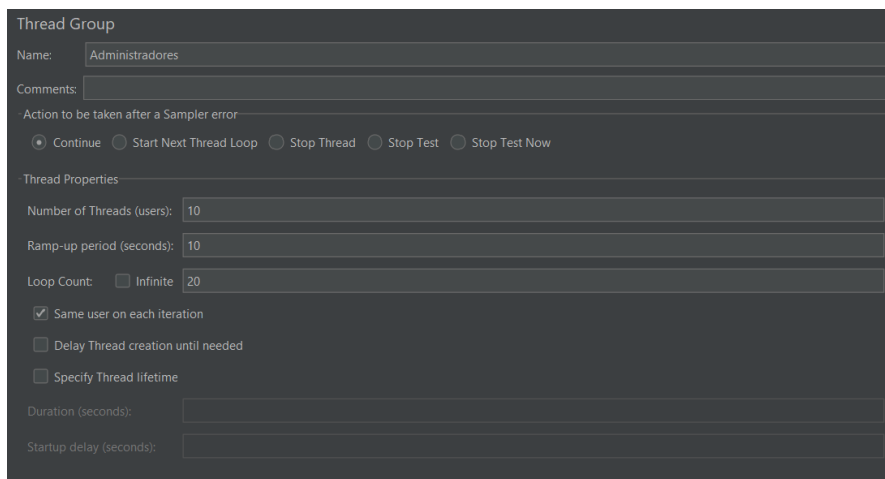 Thread Group
Name: Administradores
Comments:
Action to be taken after a Sampler error
Continue Start Next Thread Loop Stop Thread Stop Test Stop Test Now
Thread Properties
Number of Threads (users): 10
Ramp-up period (seconds): 10
Loop Count: Infinite 20
Same user on each iteration
Delay Thread creation until needed
Specify Thread lifetime
Duration (seconds):
Startup delay (seconds):